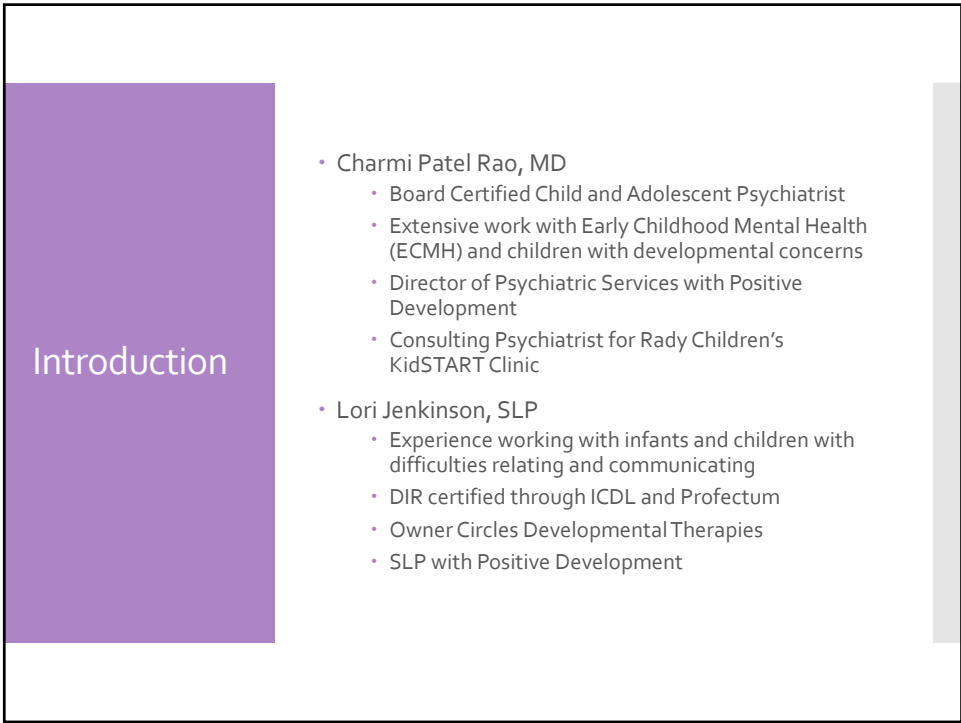 Introduction
• Charmi Patel Rao, MD
• Board Certified Child and Adolescent Psychiatrist
• Extensive work with Early Childhood Mental Health
(ECMH) and children with developmental concerns
• Director of Psychiatric Services with Positive
Development
• Consulting Psychiatrist for Rady Children's
KidSTART Clinic
• Lori Jenkinson, SLP
• Experience working with infants and children with
difficulties relating and communicating
• DIR certified through ICDL and Profectum
• Owner Circles Developmental Therapies
• SLP with Positive Development